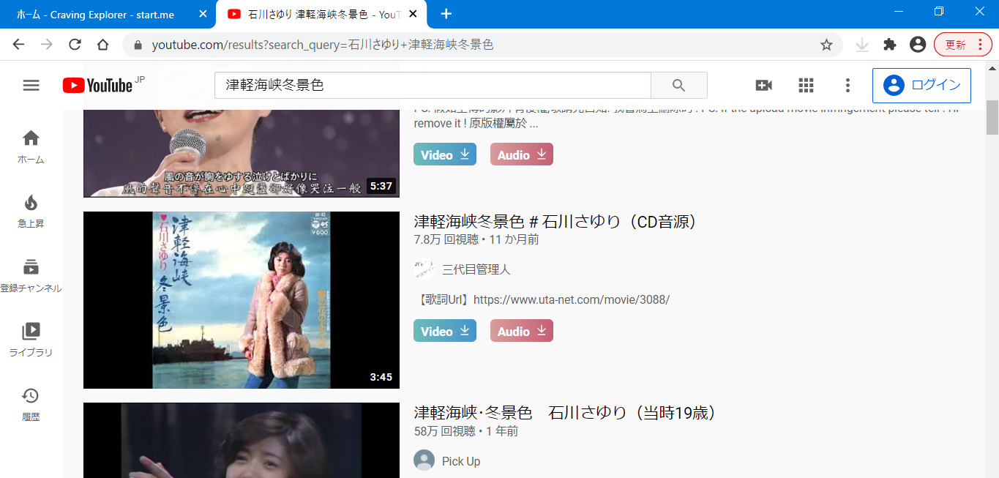 ホーム - Craving Explorer - start.me
石川さゆり 津軽海峡冬景色 - YouT
youtube.com/results?search_query=石川さゆり+津軽海峡冬景色
更新
YouTube JP
津軽海峡冬景色
ログイン
ホーム
急上昇
登録チャンネル
ライブラリ
履歴
風の音が胸をゆする泣けとばかりに
風的聲音不停在心中迴盪卻好像哭泣一般
5:37
remove it ! 原版權屬於 ...
Video
Audio
津軽海峡冬景色
石川さゆり
¥600
3:45
津軽海峡冬景色 # 石川さゆり（CD音源）
7.8万 回視聴・11 か月前
三代目管理人
【歌詞Url】https://www.uta-net.com/movie/3088/
Video
Audio
津軽海峡･冬景色　石川さゆり（当時19歳）
58万 回視聴・1 年前
Pick Up